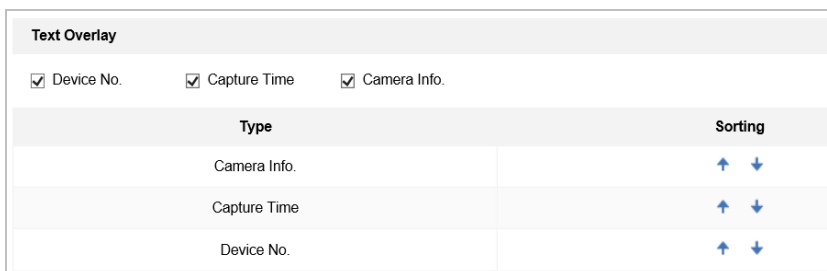 Text Overlay
Device No. Capture Time Camera Info.
Type Sorting
Camera Info.
Capture Time
Device No.